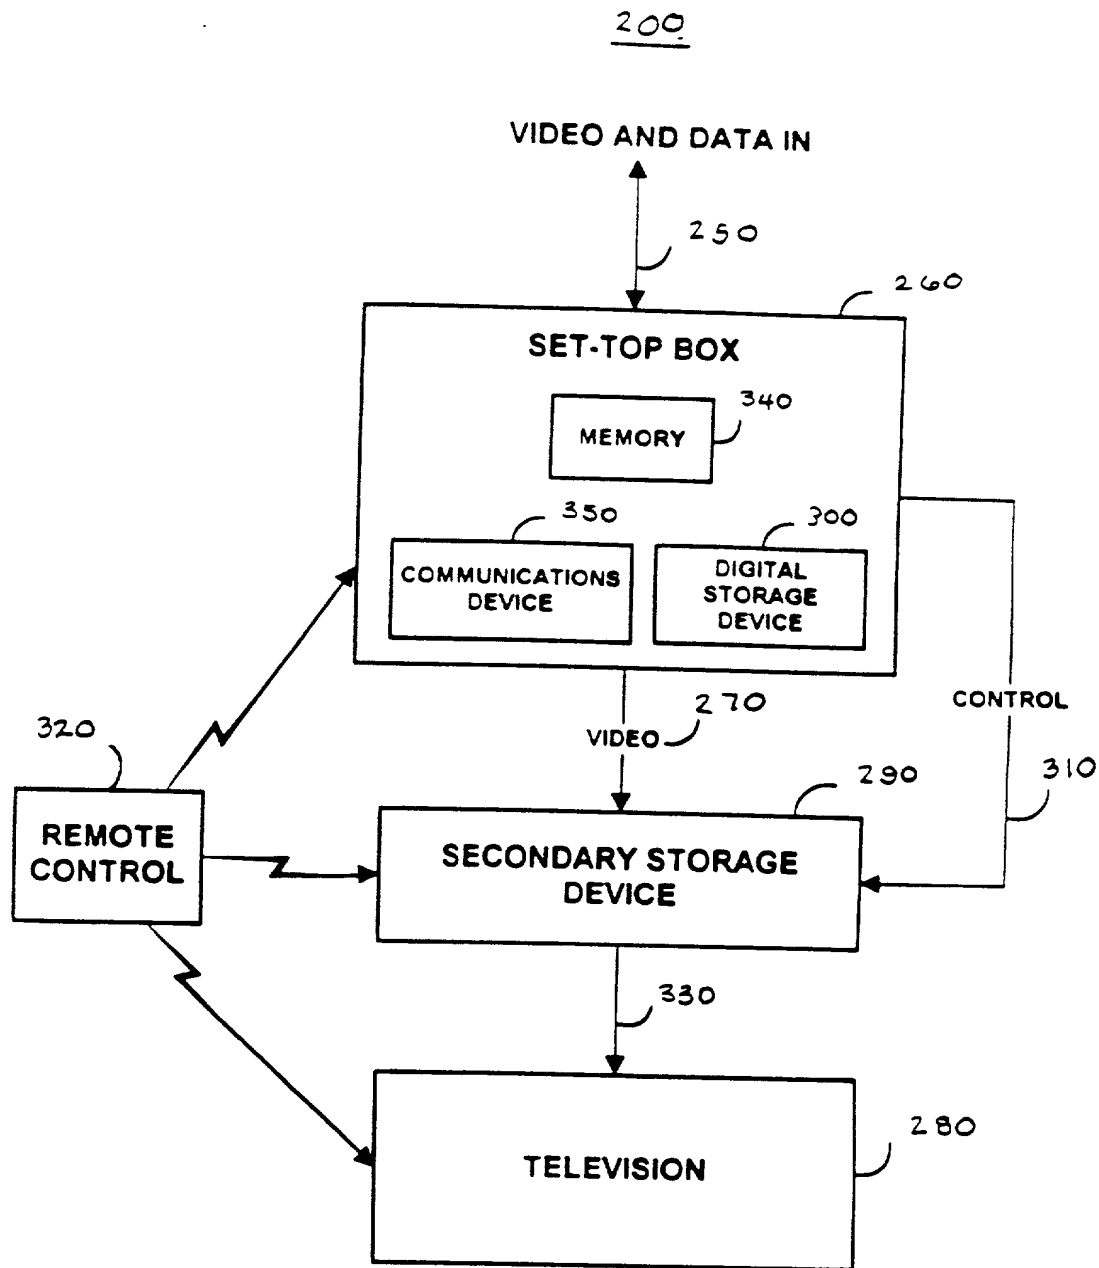 200
VIDEO AND DATA IN
250
260
SET-TOP BOX
340
MEMORY
350
300
COMMUNICATIONS
DEVICE
DIGITAL
STORAGE
DEVICE
270
VIDEO
CONTROL
320
290
310
REMOTE
CONTROL
SECONDARY STORAGE
DEVICE
330
280
TELEVISION